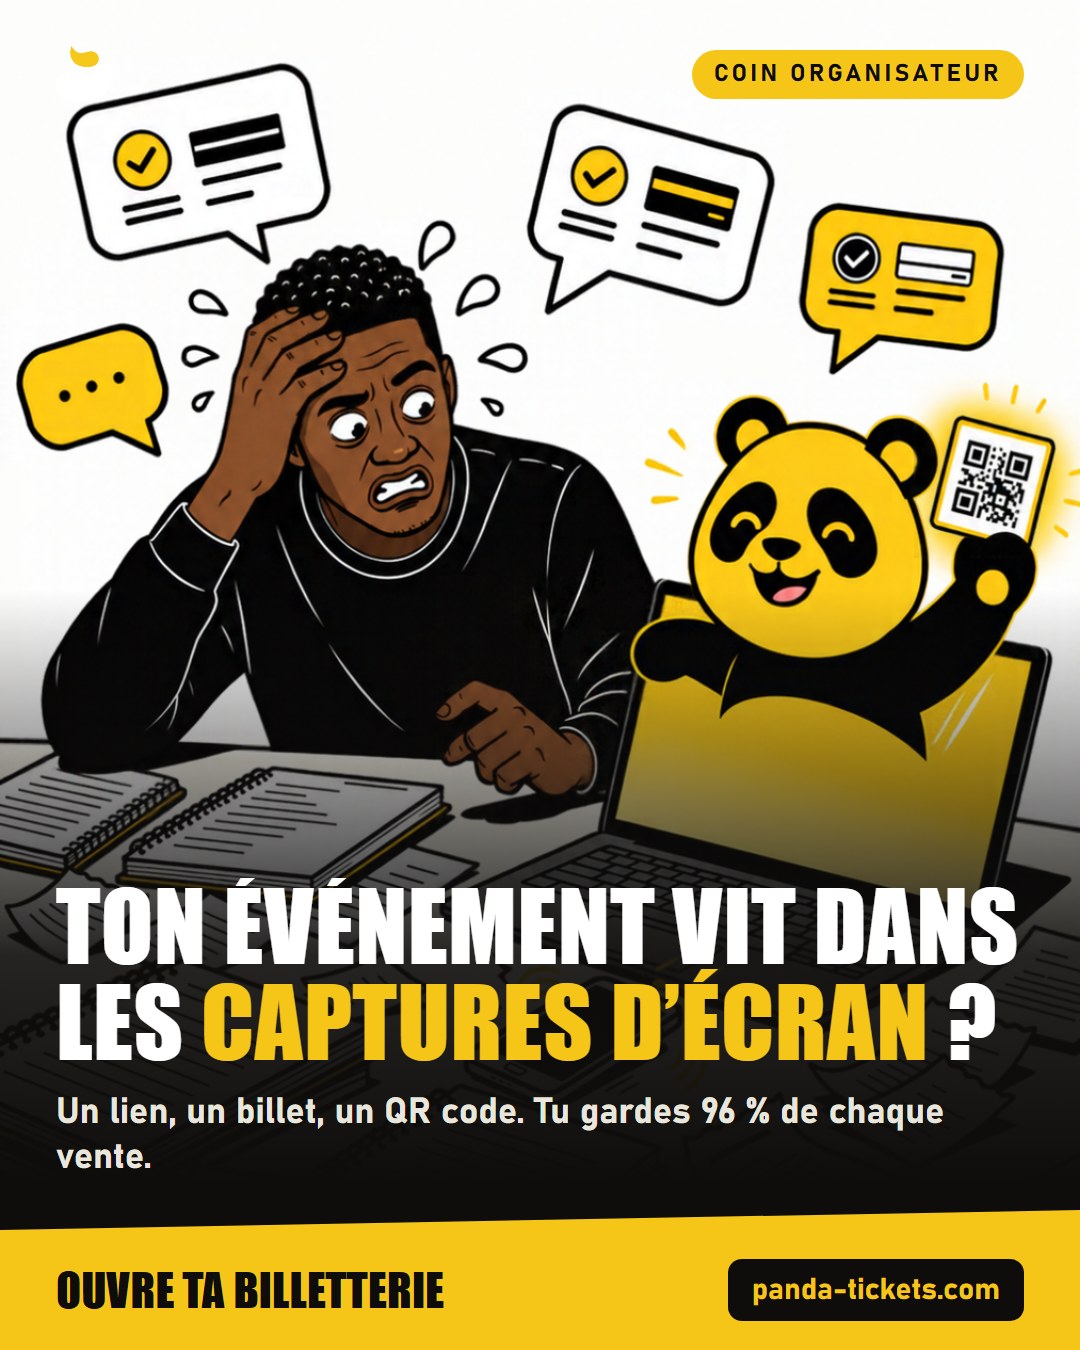 COIN ORGANISATEUR
TON ÉVÉNEMENT VIT DANS
LES CAPTURES D’ÉCRAN ?
Un lien, un billet, un QR code. Tu gardes 96 % de chaque
vente.
OUVRE TA BILLETTERIE
panda-tickets.com